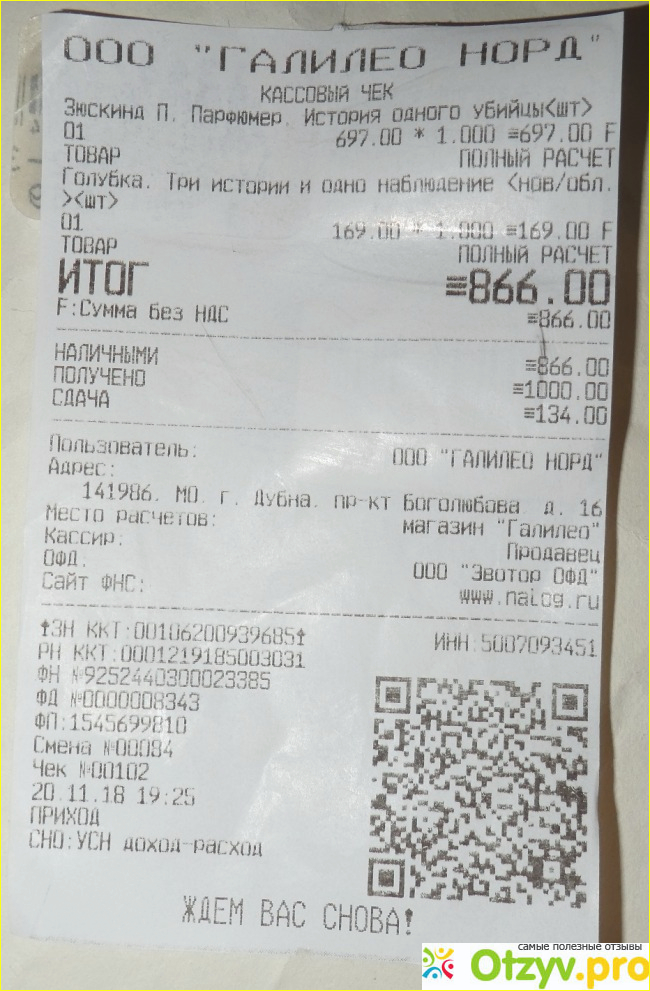 ООО "ГАЛИЛЕО НОРД"
КАССОВЫЙ ЧЕК
Зюскинд П. Парфюмер. История одного убийцы<шт>
01 697.00 * 1.000 ≡697.00 F
ТОВАР ПОЛНЫЙ РАСЧЕТ
Голубка. Три истории и одно наблюдение <нов/обл.
><шт>
01 169.00 * 1.000 ≡169.00 F
ТОВАР ПОЛНЫЙ РАСЧЕТ
ИТОГ ≡866.00
F:Сумма без НДС ≡866.00
НАЛИЧНЫМИ ≡866.00
ПОЛУЧЕНО ≡1000.00
СДАЧА ≡134.00
Пользователь: ООО "ГАЛИЛЕО НОРД"
Адрес:
141986, МО, г. Дубна, пр-кт Боголюбова, д. 16
Место расчетов: магазин "Галилео"
Кассир: Продавец
ОФД: ООО "Эвотор ОФД"
Сайт ФНС: www.nalog.ru
↑ЗН ККТ:00106200939685↑ ИНН:5007093451
РН ККТ:0001219185003031
ФН №9252440300023385
ФД №0000008343
ФП:1545699810
Смена №00084
Чек №00102
20.11.18 19:25
ПРИХОД
СНО:УСН доход-расход
ЖДЕМ ВАС СНОВА!
самые полезные отзывы
Otzyv.pro